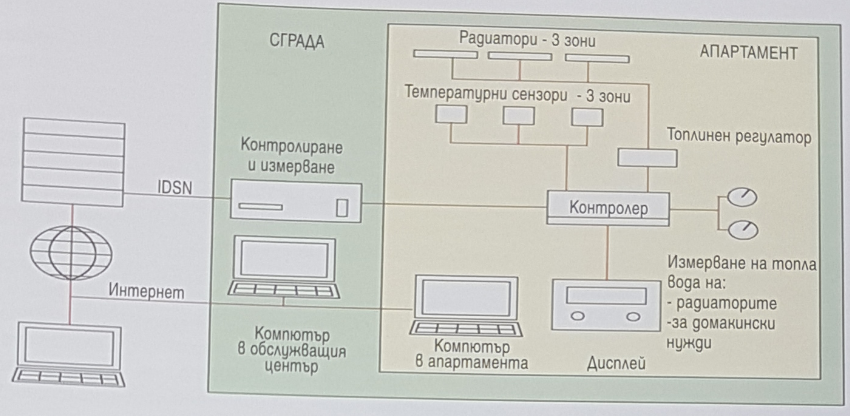 СГРАДА
Радиатори - 3 зони
АПАРТАМЕНТ
Температурни сензори - 3 зони
Топлинен регулатор
Контролиране
и измерване
IDSN
Контролер
Измерване на топла
вода на:
- радиаторите
-за домакински
нужди
Интернет
Компютър
в обслужващия
център
Компютър
в апартамента
Дисплей